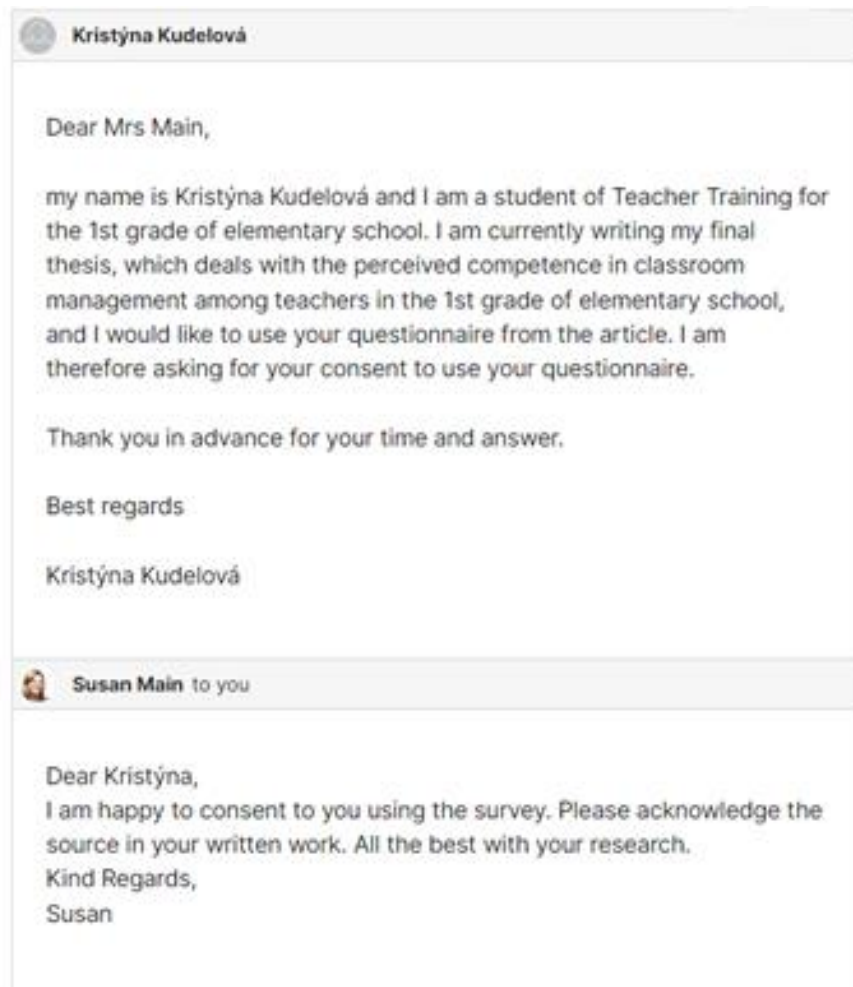 Kristýna Kudelová
Dear Mrs Main,
my name is Kristýna Kudelová and I am a student of Teacher Training for
the 1st grade of elementary school. I am currently writing my final
thesis, which deals with the perceived competence in classroom
management among teachers in the 1st grade of elementary school,
and I would like to use your questionnaire from the article. I am
therefore asking for your consent to use your questionnaire.
Thank you in advance for your time and answer.
Best regards
Kristýna Kudelová
Susan Main to you
Dear Kristýna,
I am happy to consent to you using the survey. Please acknowledge the
source in your written work. All the best with your research.
Kind Regards,
Susan